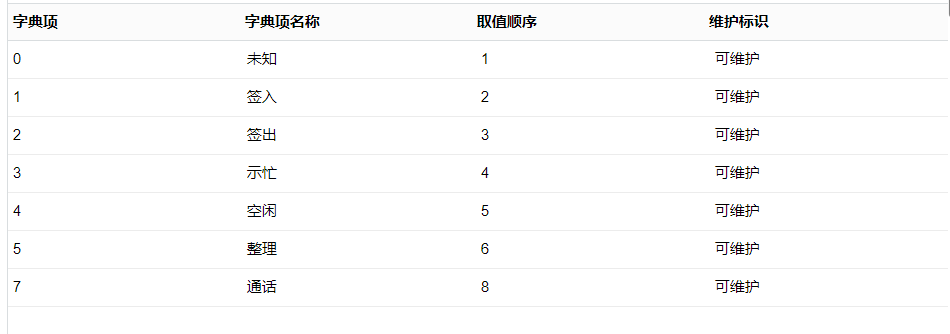 字典项 字典项名称 取值顺序 维护标识
0 未知 1 可维护
1 签入 2 可维护
2 签出 3 可维护
3 示忙 4 可维护
4 空闲 5 可维护
5 整理 6 可维护
7 通话 8 可维护